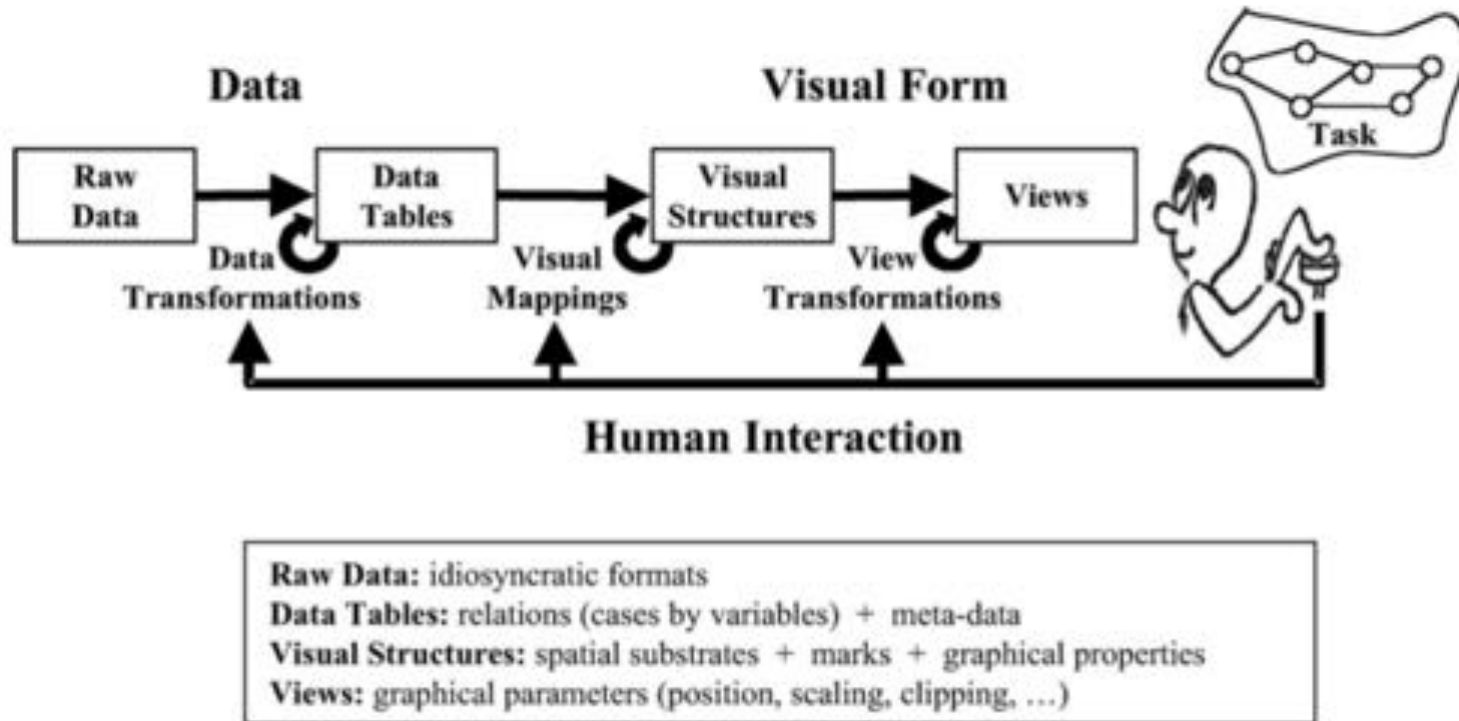 Data
Visual Form
Task
Raw
Data
Data
Tables
Visual
Structures
Views
Data
Transformations
Visual
Mappings
View
Transformations
Human Interaction
Raw Data: idiosyncratic formats
Data Tables: relations (cases by variables) + meta-data
Visual Structures: spatial substrates + marks + graphical properties
Views: graphical parameters (position, scaling, clipping, …)